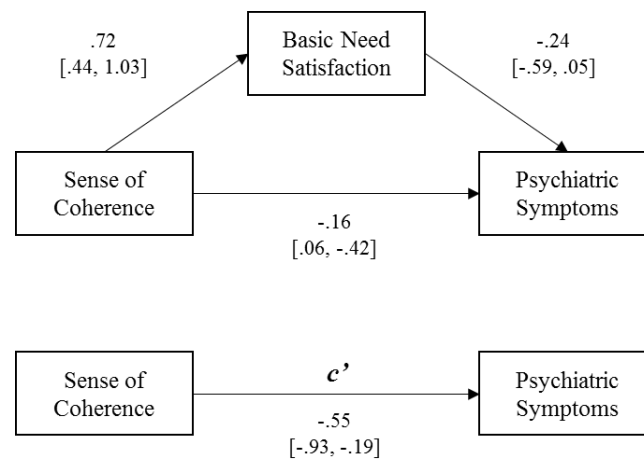 .72
[.44, 1.03]
Basic Need
Satisfaction
-.24
[-.59, .05]
Sense of
Coherence
Psychiatric
Symptoms
-.16
[.06, -.42]
Sense of
Coherence
c’
Psychiatric
Symptoms
-.55
[-.93, -.19]